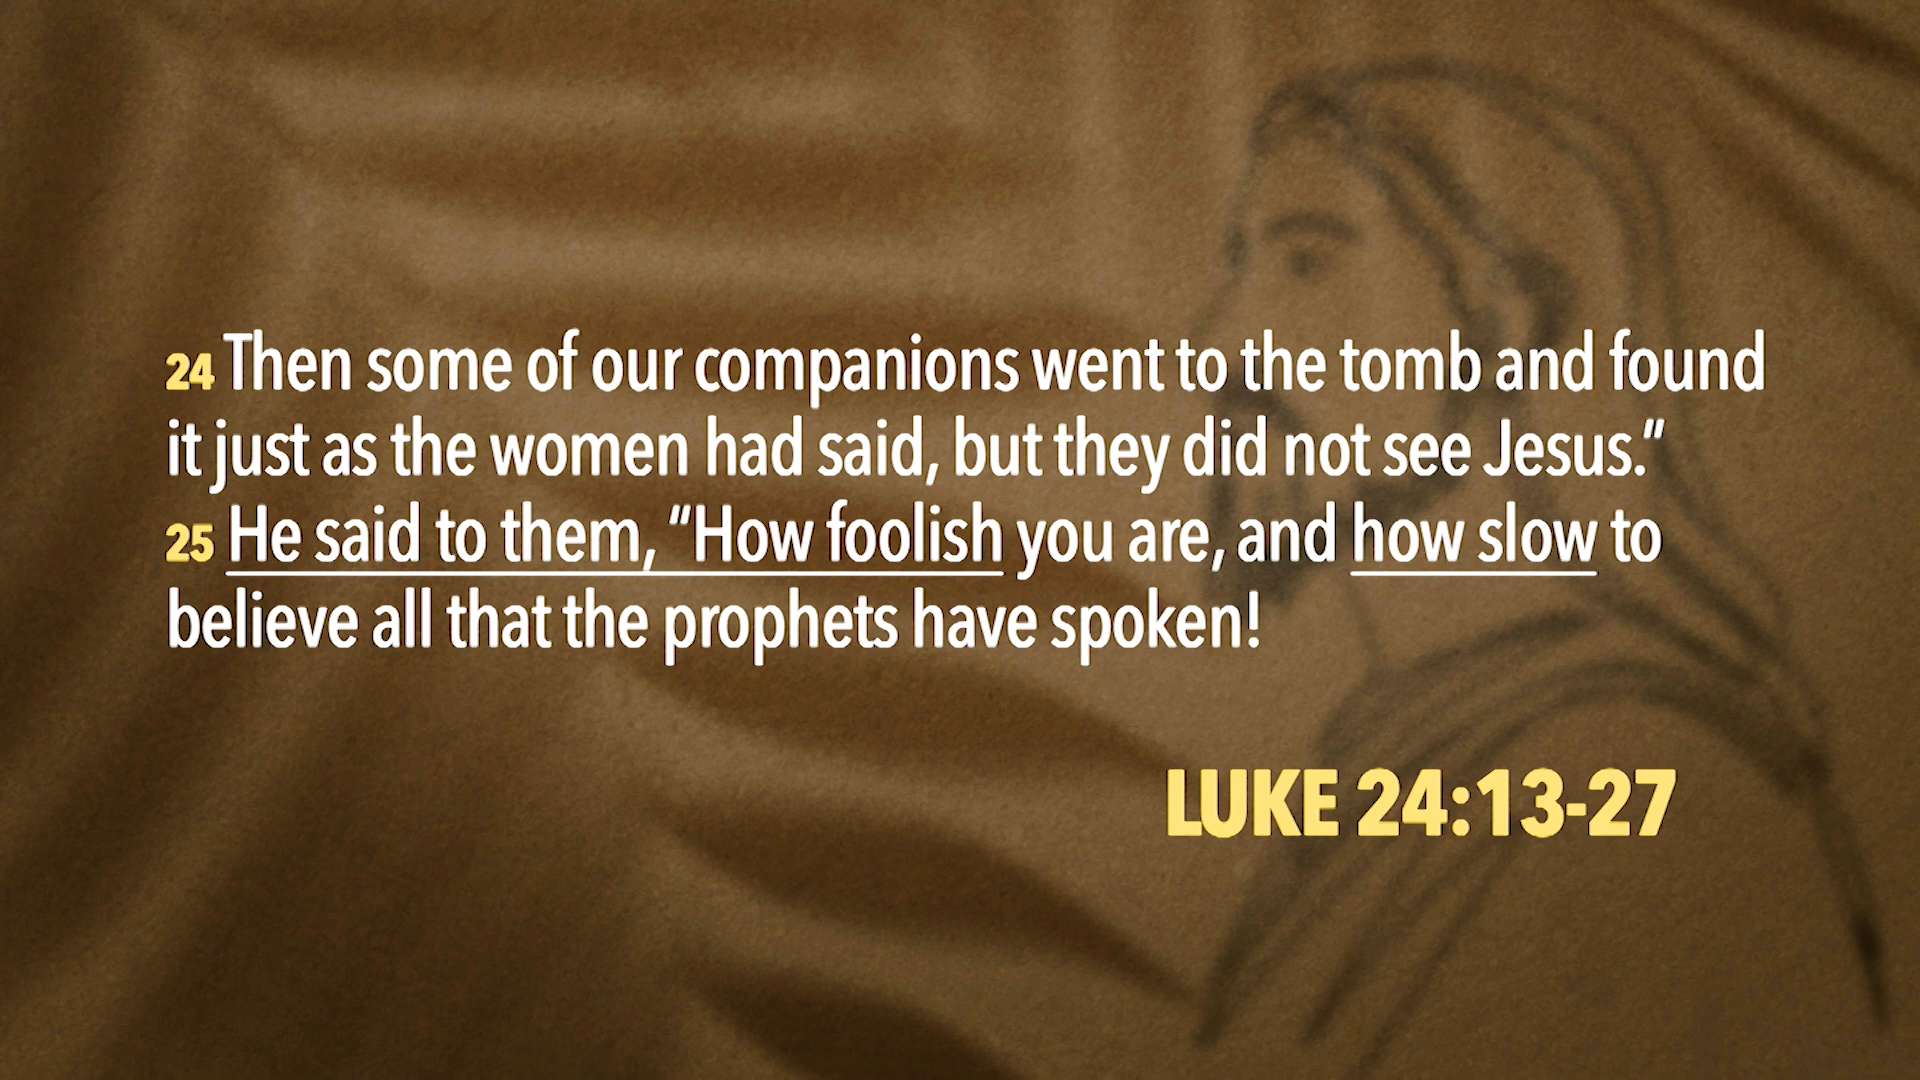 24 Then some of our companions went to the tomb and found
it just as the women had said, but they did not see Jesus."
25 He said to them, "How foolish you are, and how slow to
believe all that the prophets have spoken!
LUKE 24:13-27